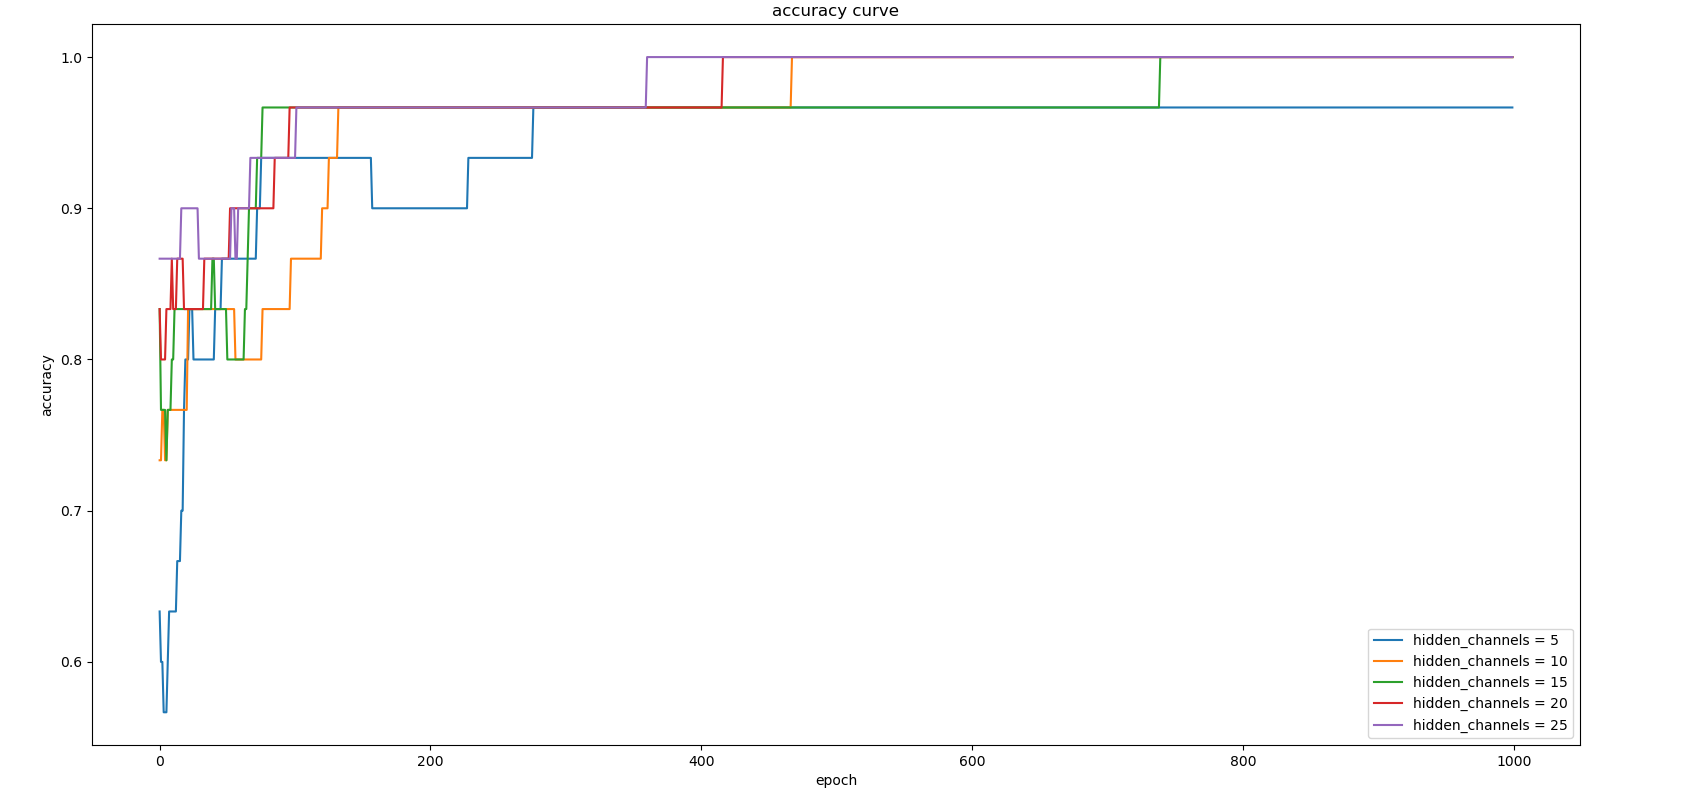 accuracy curve
1.0
0.9
0.8
0.7
0.6
accuracy
0 200 400 600 800 1000
epoch
hidden_channels = 5
hidden_channels = 10
hidden_channels = 15
hidden_channels = 20
hidden_channels = 25